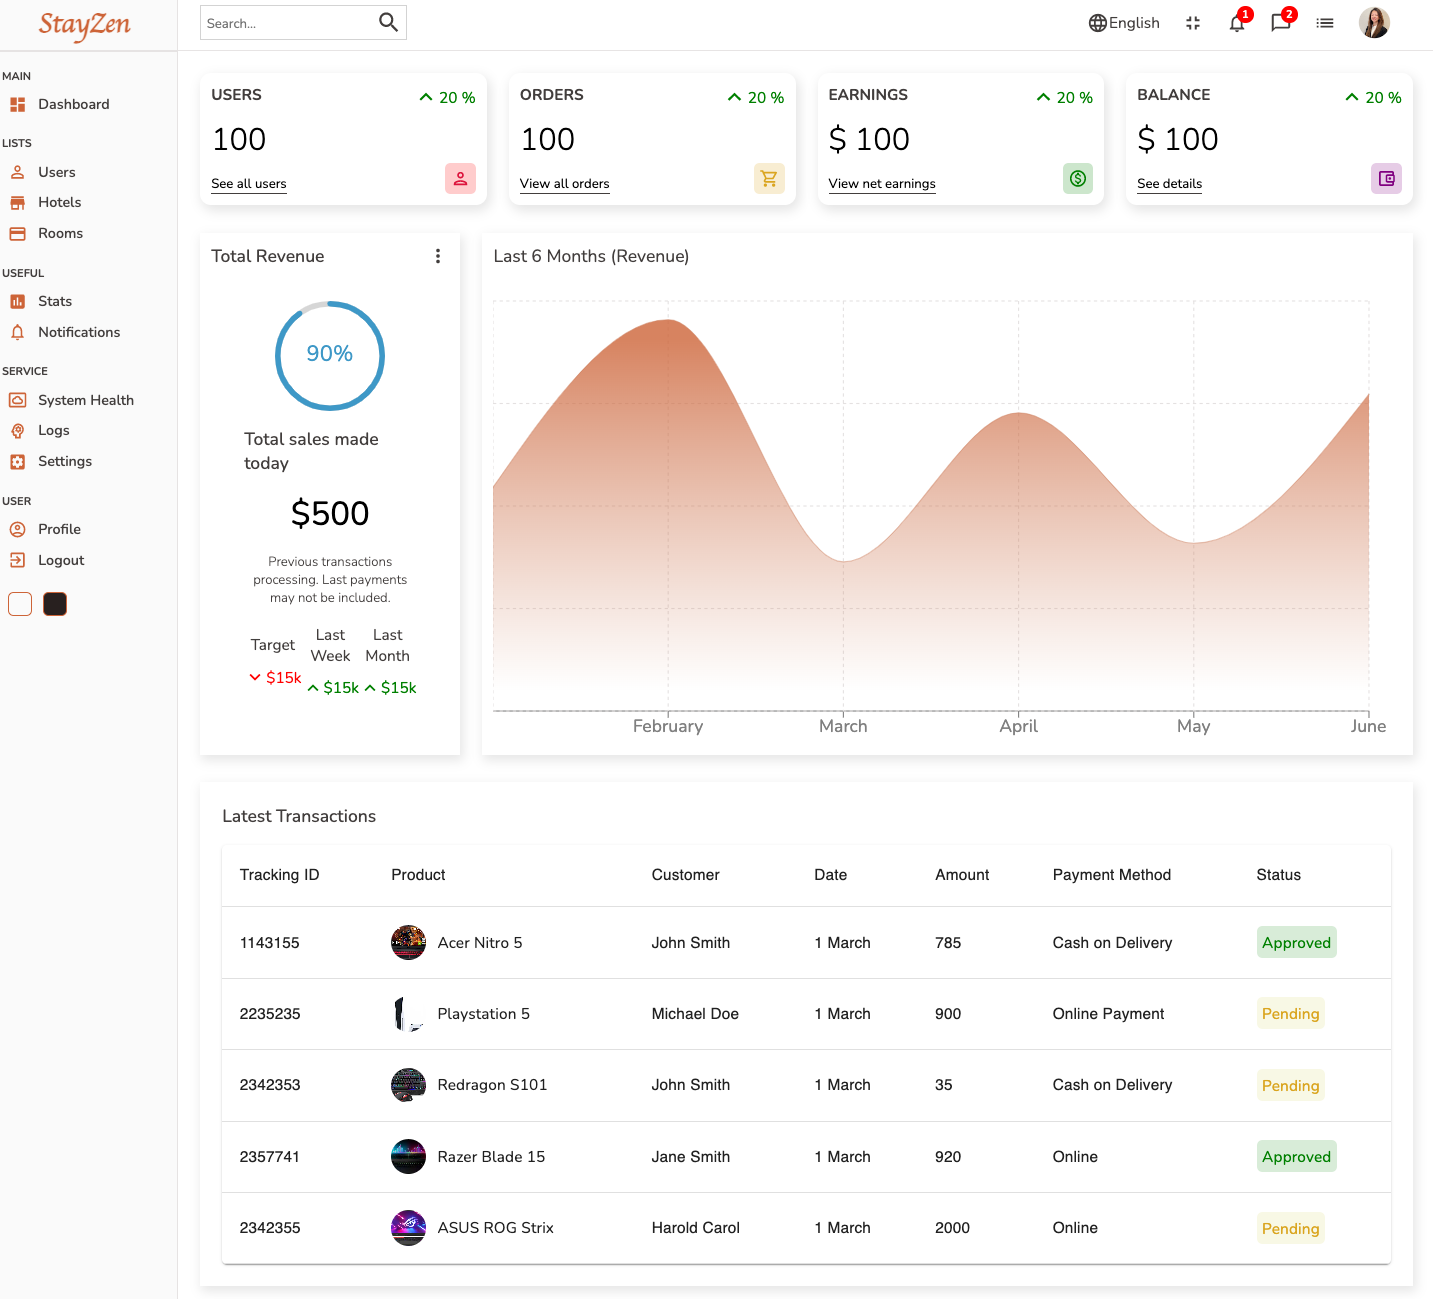 StayZen
Search...
English
1
2
MAIN
Dashboard
LISTS
Users
Hotels
Rooms
USEFUL
Stats
Notifications
SERVICE
System Health
Logs
Settings
USER
Profile
Logout
USERS
20 %
100
See all users
ORDERS
20 %
100
View all orders
EARNINGS
20 %
$ 100
View net earnings
BALANCE
20 %
$ 100
See details
Total Revenue
90%
Total sales made
today
$500
Previous transactions
processing. Last payments
may not be included.
Target
$15k
Last
Week
$15k
Last
Month
$15k
Last 6 Months (Revenue)
February March April May June
Latest Transactions
Tracking ID Product Customer Date Amount Payment Method Status
1143155 Acer Nitro 5 John Smith 1 March 785 Cash on Delivery Approved
2235235 Playstation 5 Michael Doe 1 March 900 Online Payment Pending
2342353 Redragon S101 John Smith 1 March 35 Cash on Delivery Pending
2357741 Razer Blade 15 Jane Smith 1 March 920 Online Approved
2342355 ASUS ROG Strix Harold Carol 1 March 2000 Online Pending